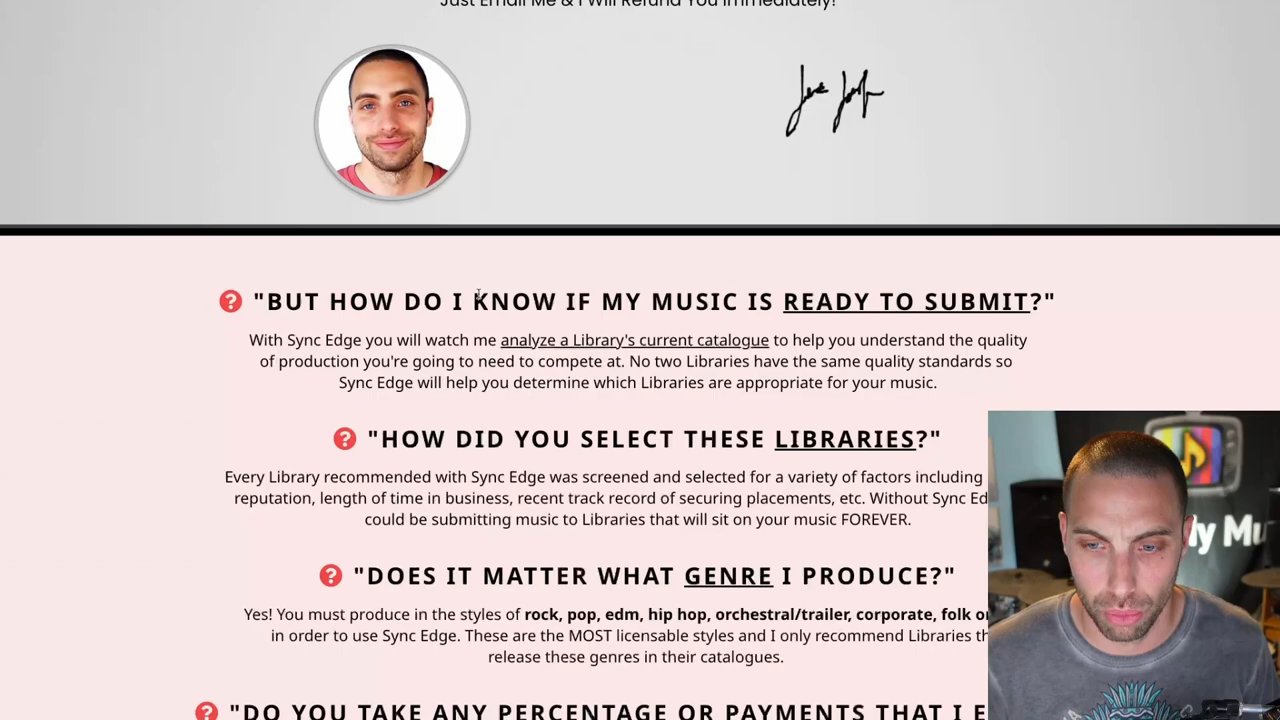 Just Email Me & I Will Refund You Immediately!
"BUT HOW DO I KNOW IF MY MUSIC IS READY TO SUBMIT?"
With Sync Edge you will watch me analyze a Library's current catalogue to help you understand the quality
of production you're going to need to compete at. No two Libraries have the same quality standards so
Sync Edge will help you determine which Libraries are appropriate for your music.
"HOW DID YOU SELECT THESE LIBRARIES?"
Every Library recommended with Sync Edge was screened and selected for a variety of factors including
reputation, length of time in business, recent track record of securing placements, etc. Without Sync Ed
could be submitting music to Libraries that will sit on your music FOREVER.
"DOES IT MATTER WHAT GENRE I PRODUCE?"
Yes! You must produce in the styles of rock, pop, edm, hip hop, orchestral/trailer, corporate, folk or
in order to use Sync Edge. These are the MOST licensable styles and I only recommend Libraries th
release these genres in their catalogues.
"DO YOU TAKE ANY PERCENTAGE OR PAYMENTS THAT I E